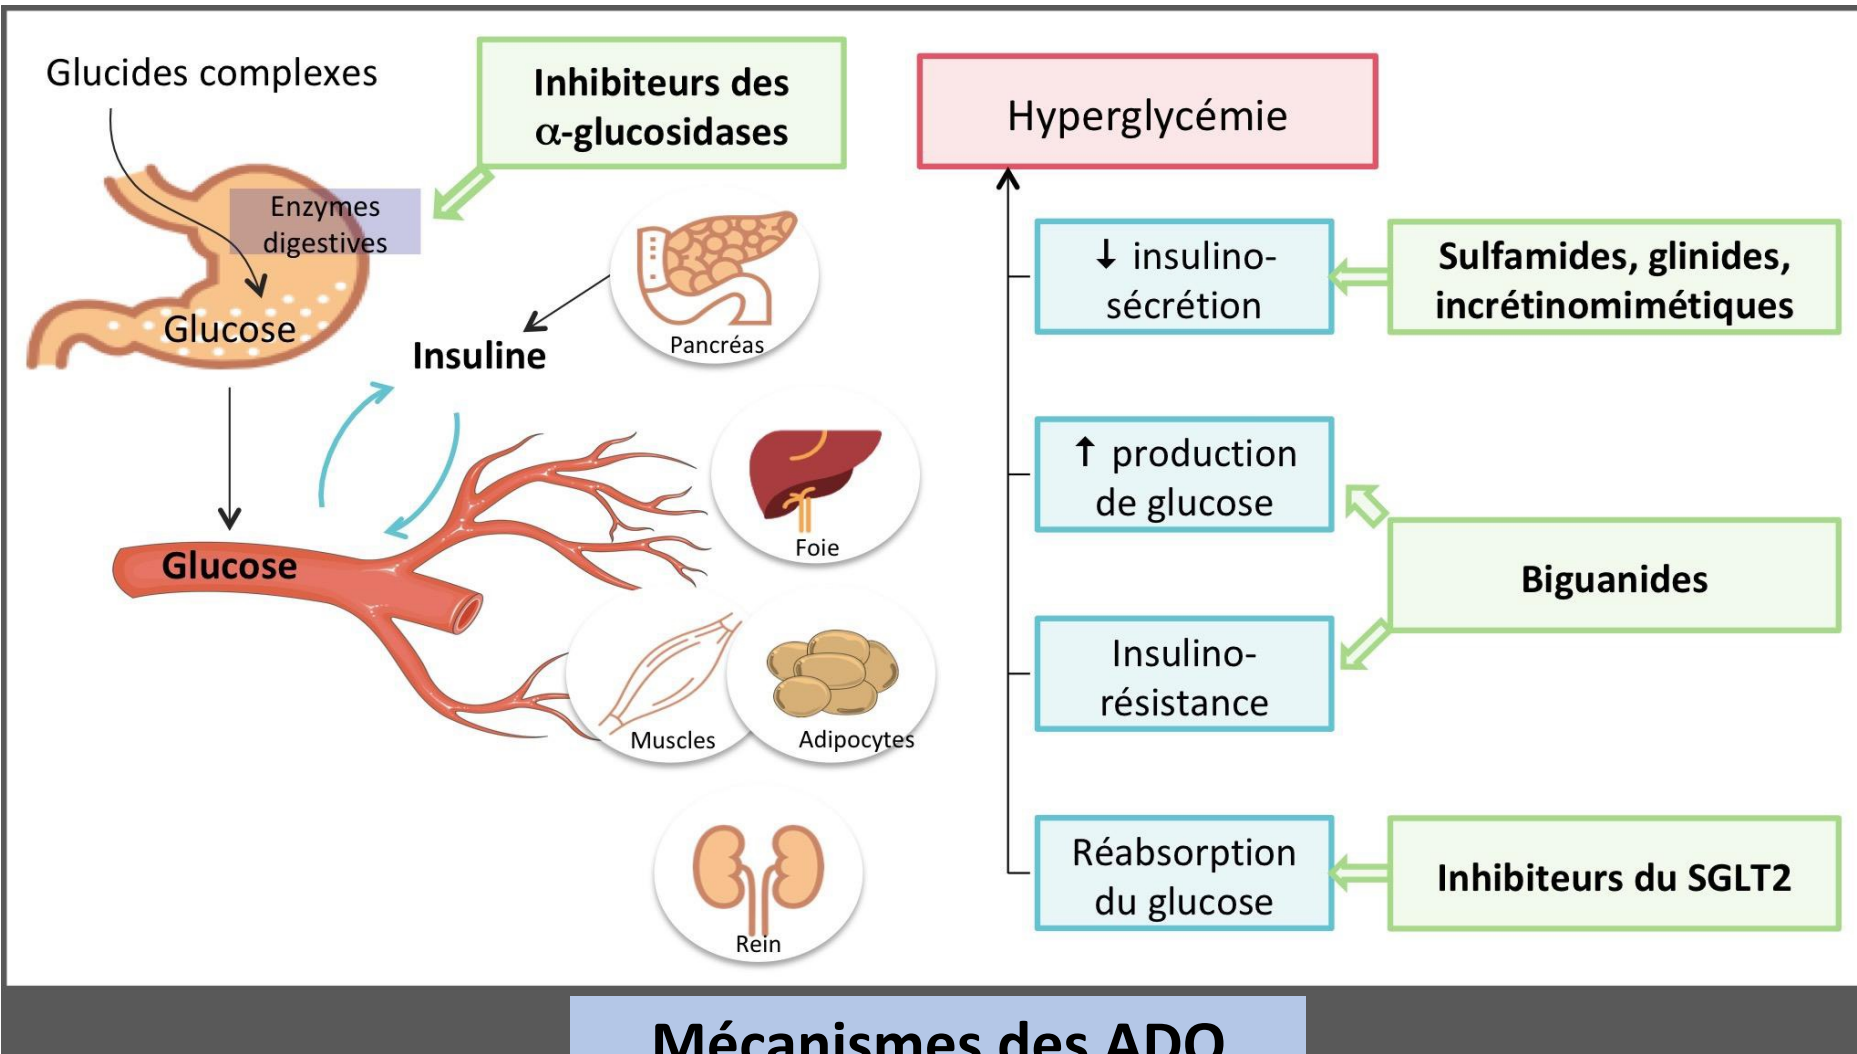 Glucides complexes
Inhibiteurs des
α-glucosidases
Enzymes
digestives
Glucose
Insuline
Pancréas
Foie
Glucose
Muscles
Adipocytes
Rein
Hyperglycémie
↓ insulino-
sécrétion
Sulfamides, glinides,
incrétinomimétiques
↑ production
de glucose
Biguanides
Insulino-
résistance
Réabsorption
du glucose
Inhibiteurs du SGLT2
Mécanismes des ADO